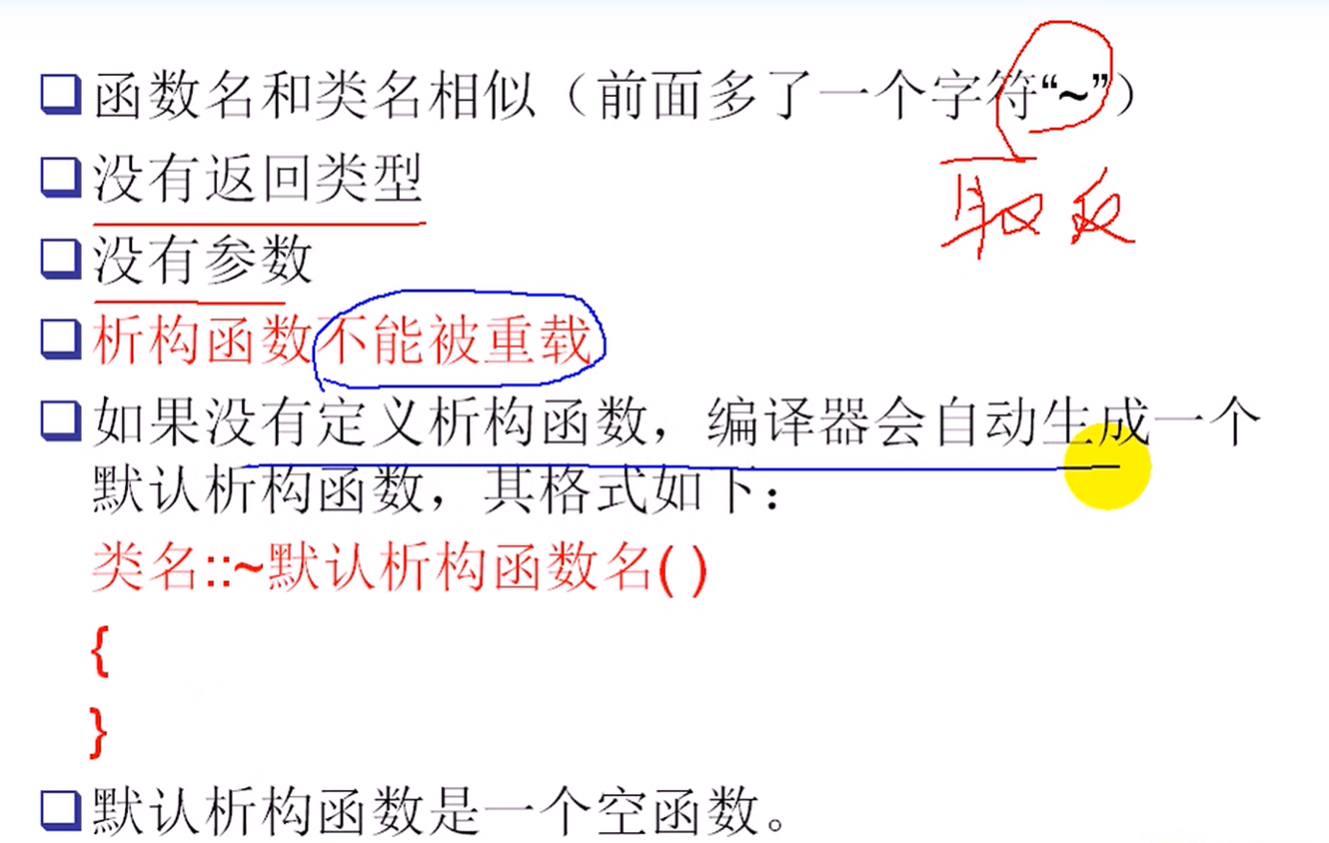 函数名和类名相似（前面多了一个字符“~”）
取反
没有返回类型
没有参数
析构函数不能被重载
如果没有定义析构函数，编译器会自动生成一个
默认析构函数，其格式如下：
类名::~默认析构函数名( )
{
}
默认析构函数是一个空函数。